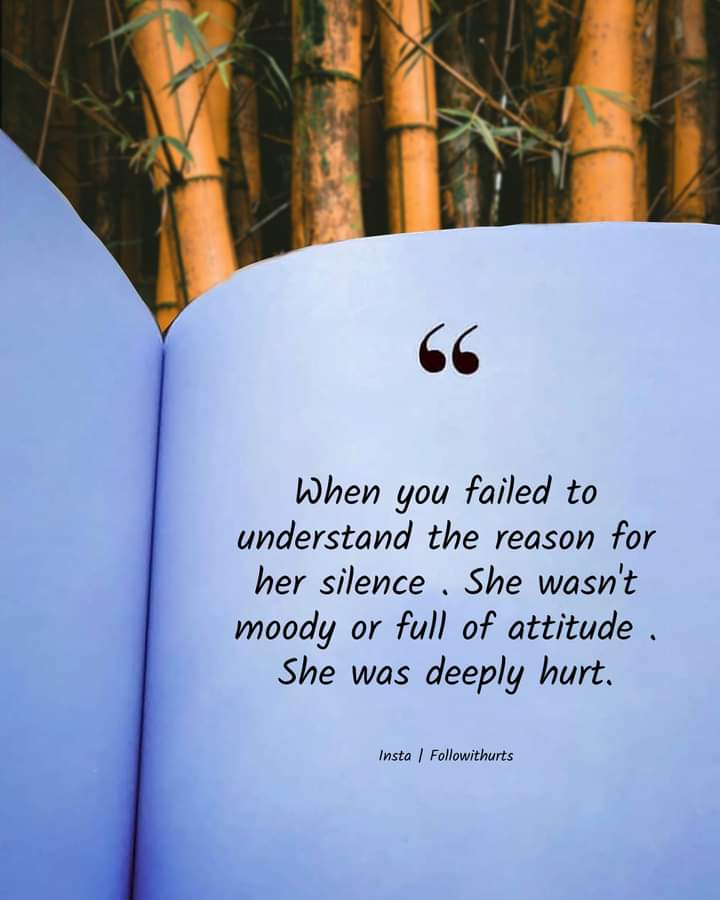 “
When you failed to
understand the reason for
her silence . She wasn't
moody or full of attitude .
She was deeply hurt.
Insta | Followithurts